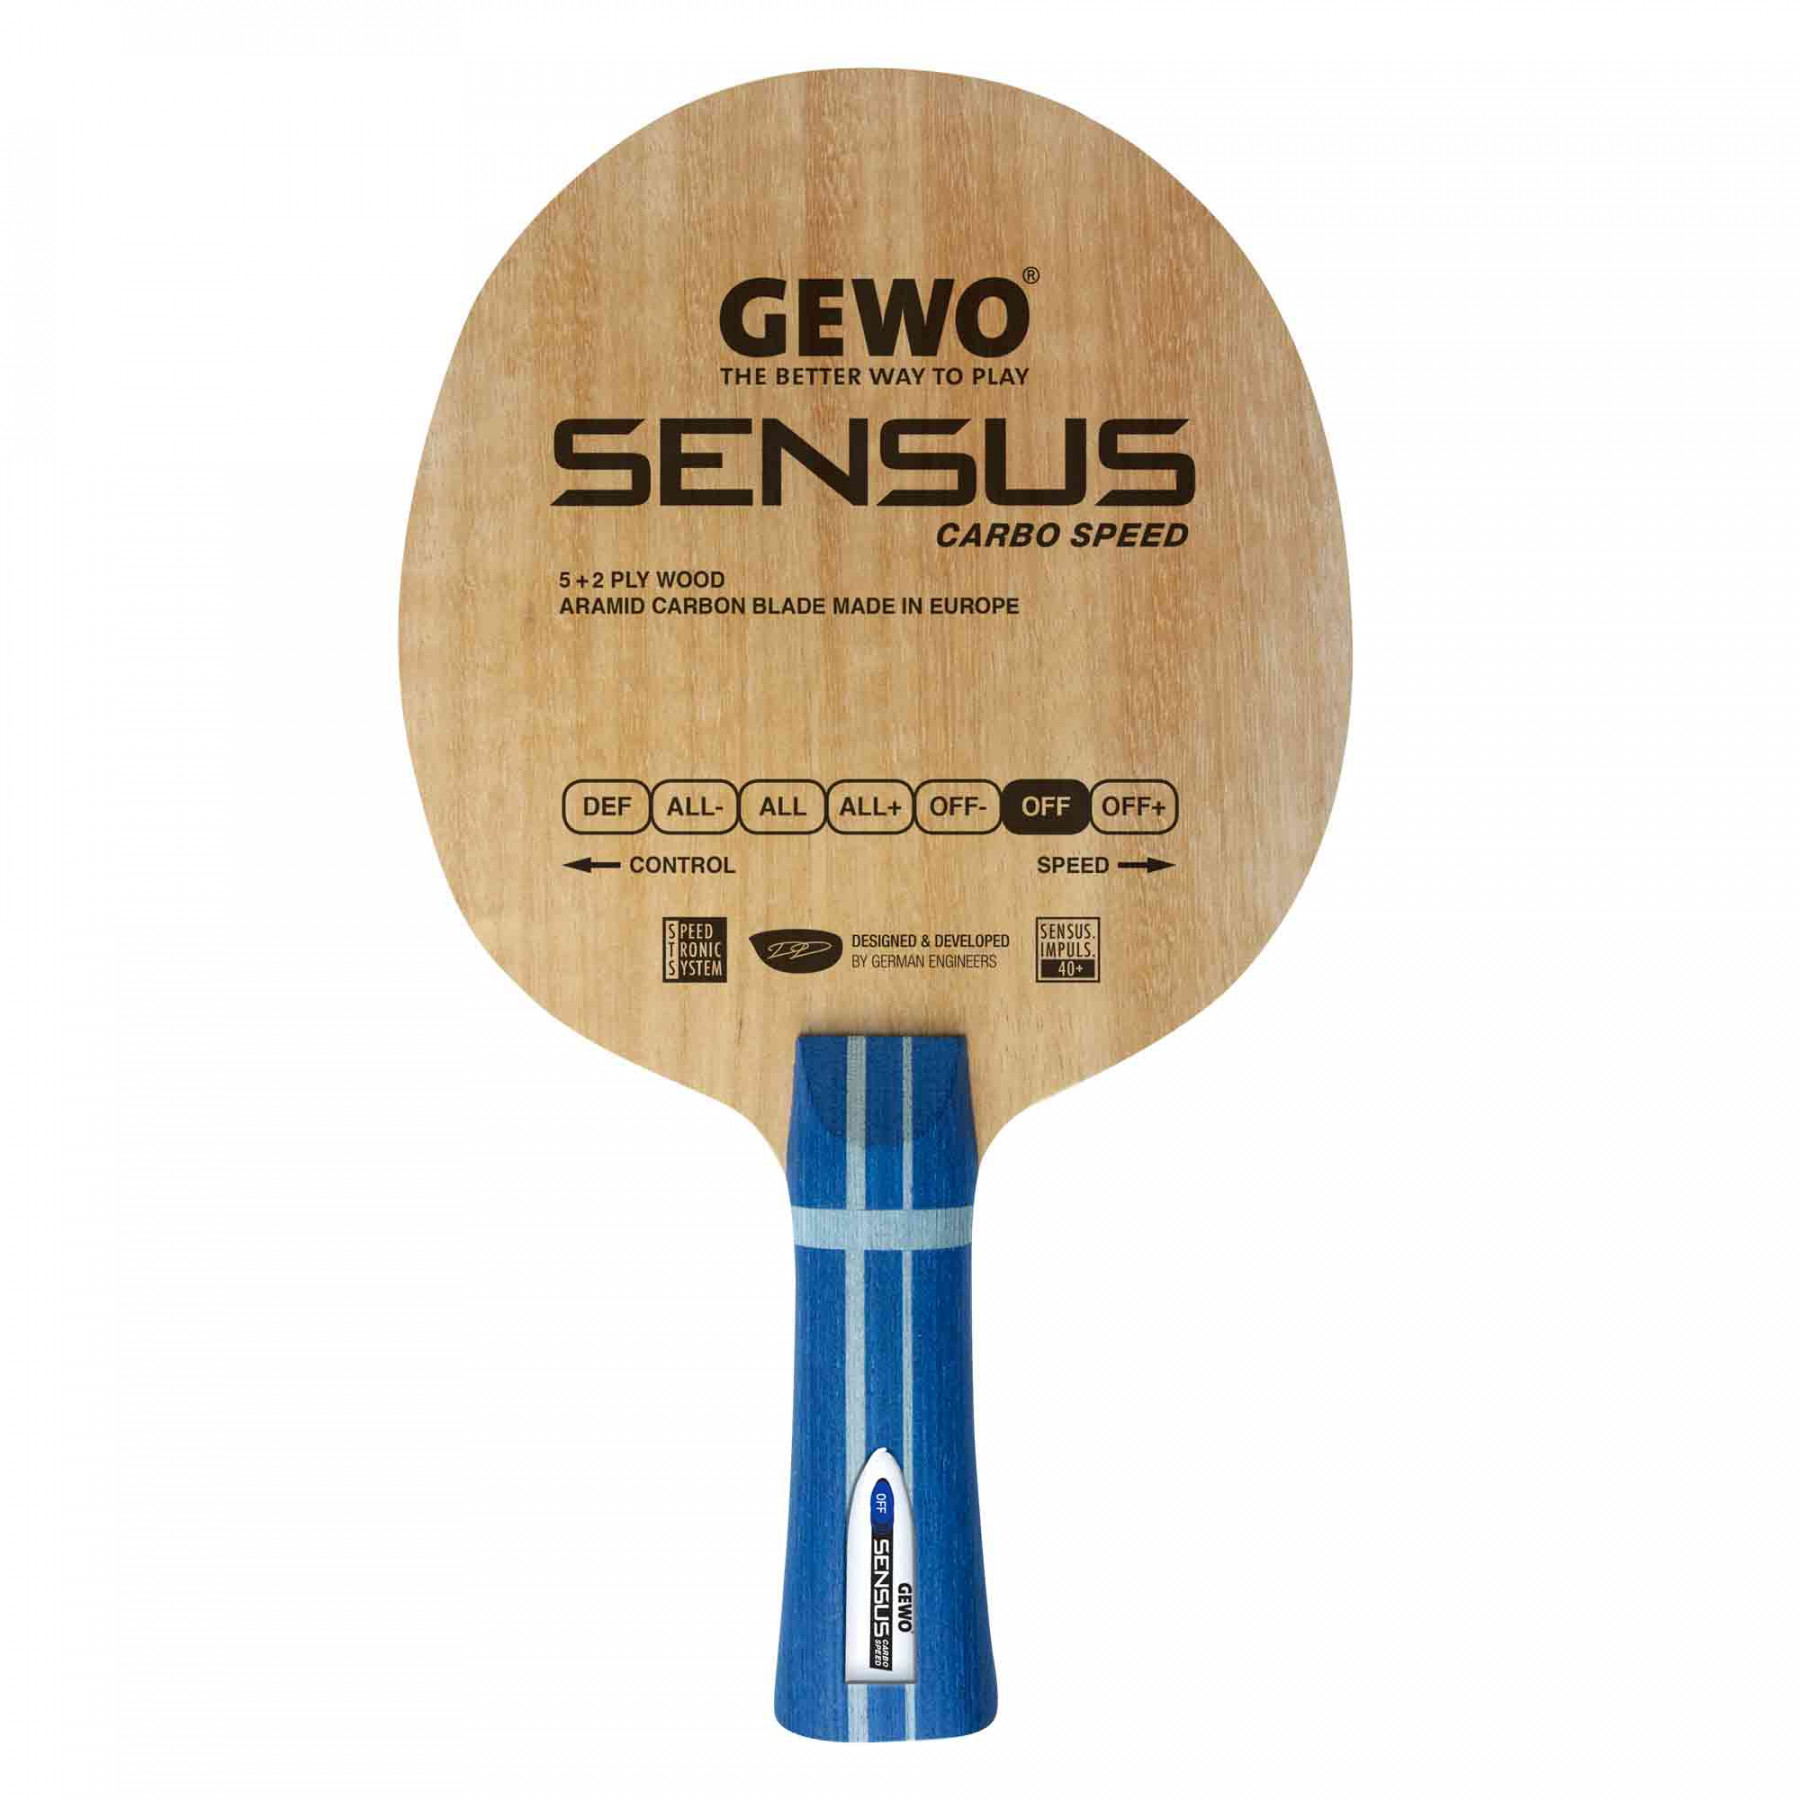 GEWO®
THE BETTER WAY TO PLAY
SENSUS
CARBO SPEED
5+2 PLY WOOD
ARAMID CARBON BLADE MADE IN EUROPE
DEF ALL- ALL ALL+ OFF- OFF OFF+
CONTROL SPEED
SPEED
TRONIC
SYSTEM
DESIGNED & DEVELOPED
BY GERMAN ENGINEERS
SENSUS.
IMPULS.
40+
OFF
GEWO
SENSUS
CARBO
SPEED